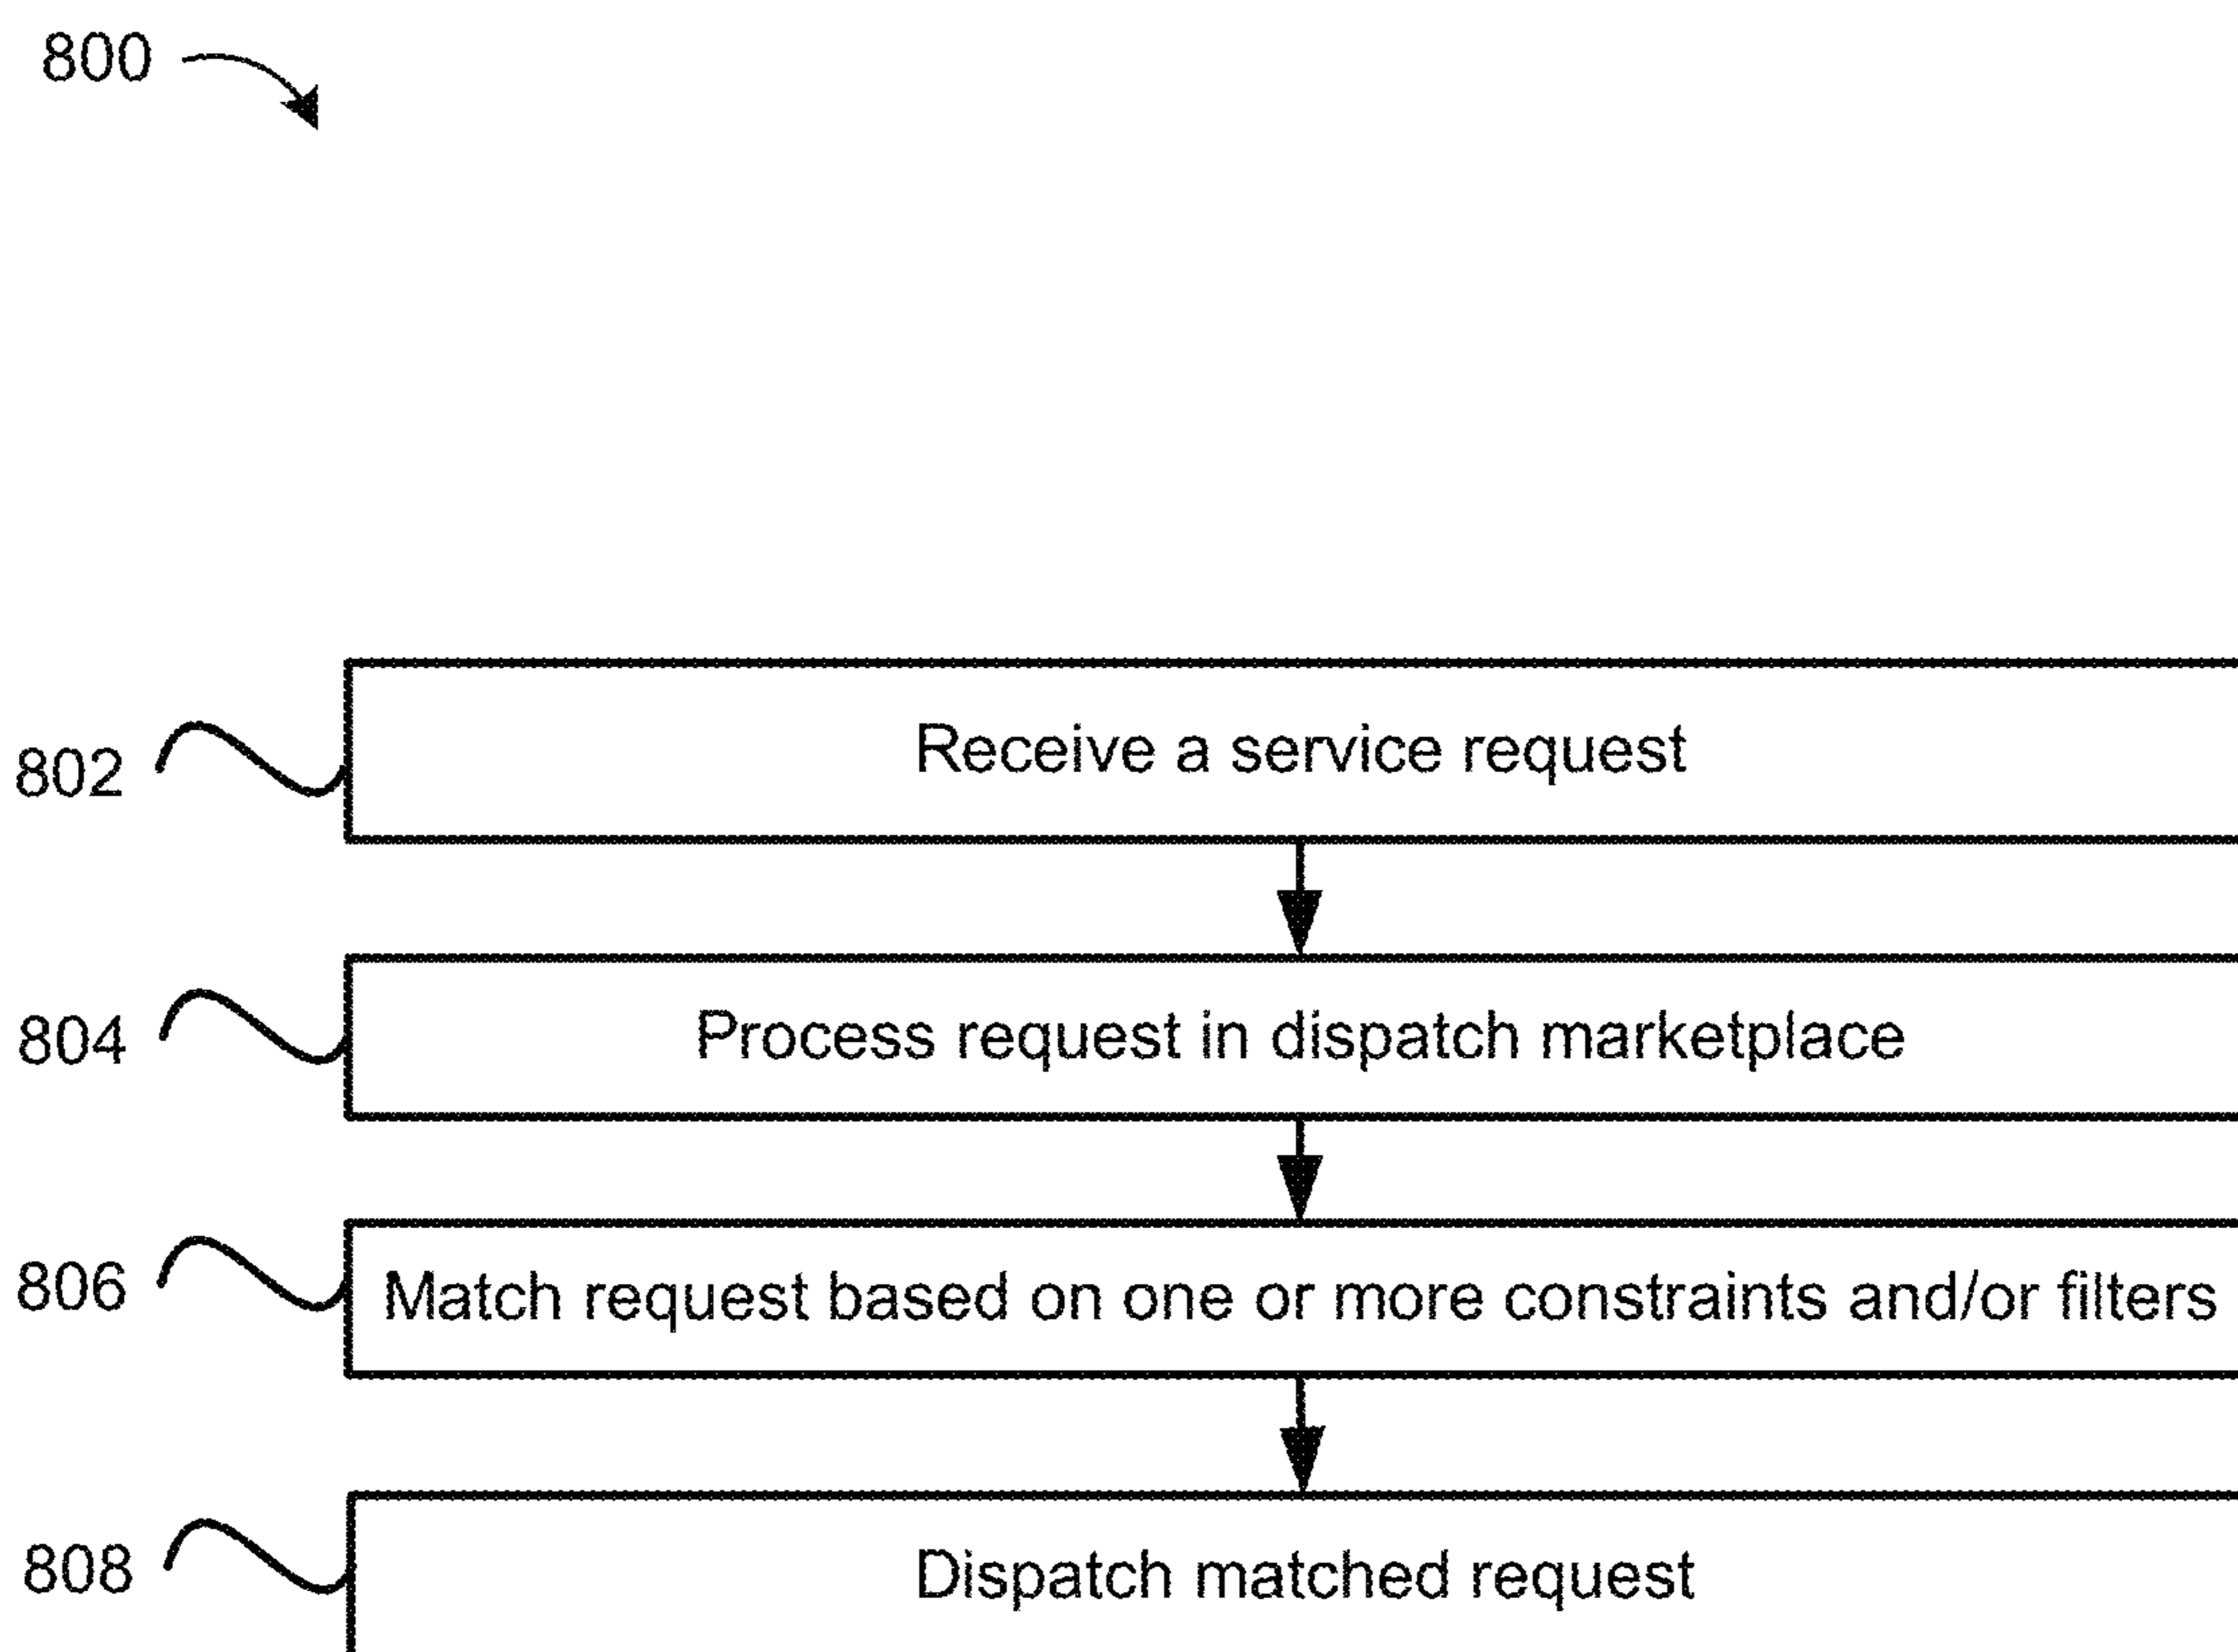 800
802 Receive a service request
804 Process request in dispatch marketplace
806 Match request based on one or more constraints and/or filters
808 Dispatch matched request